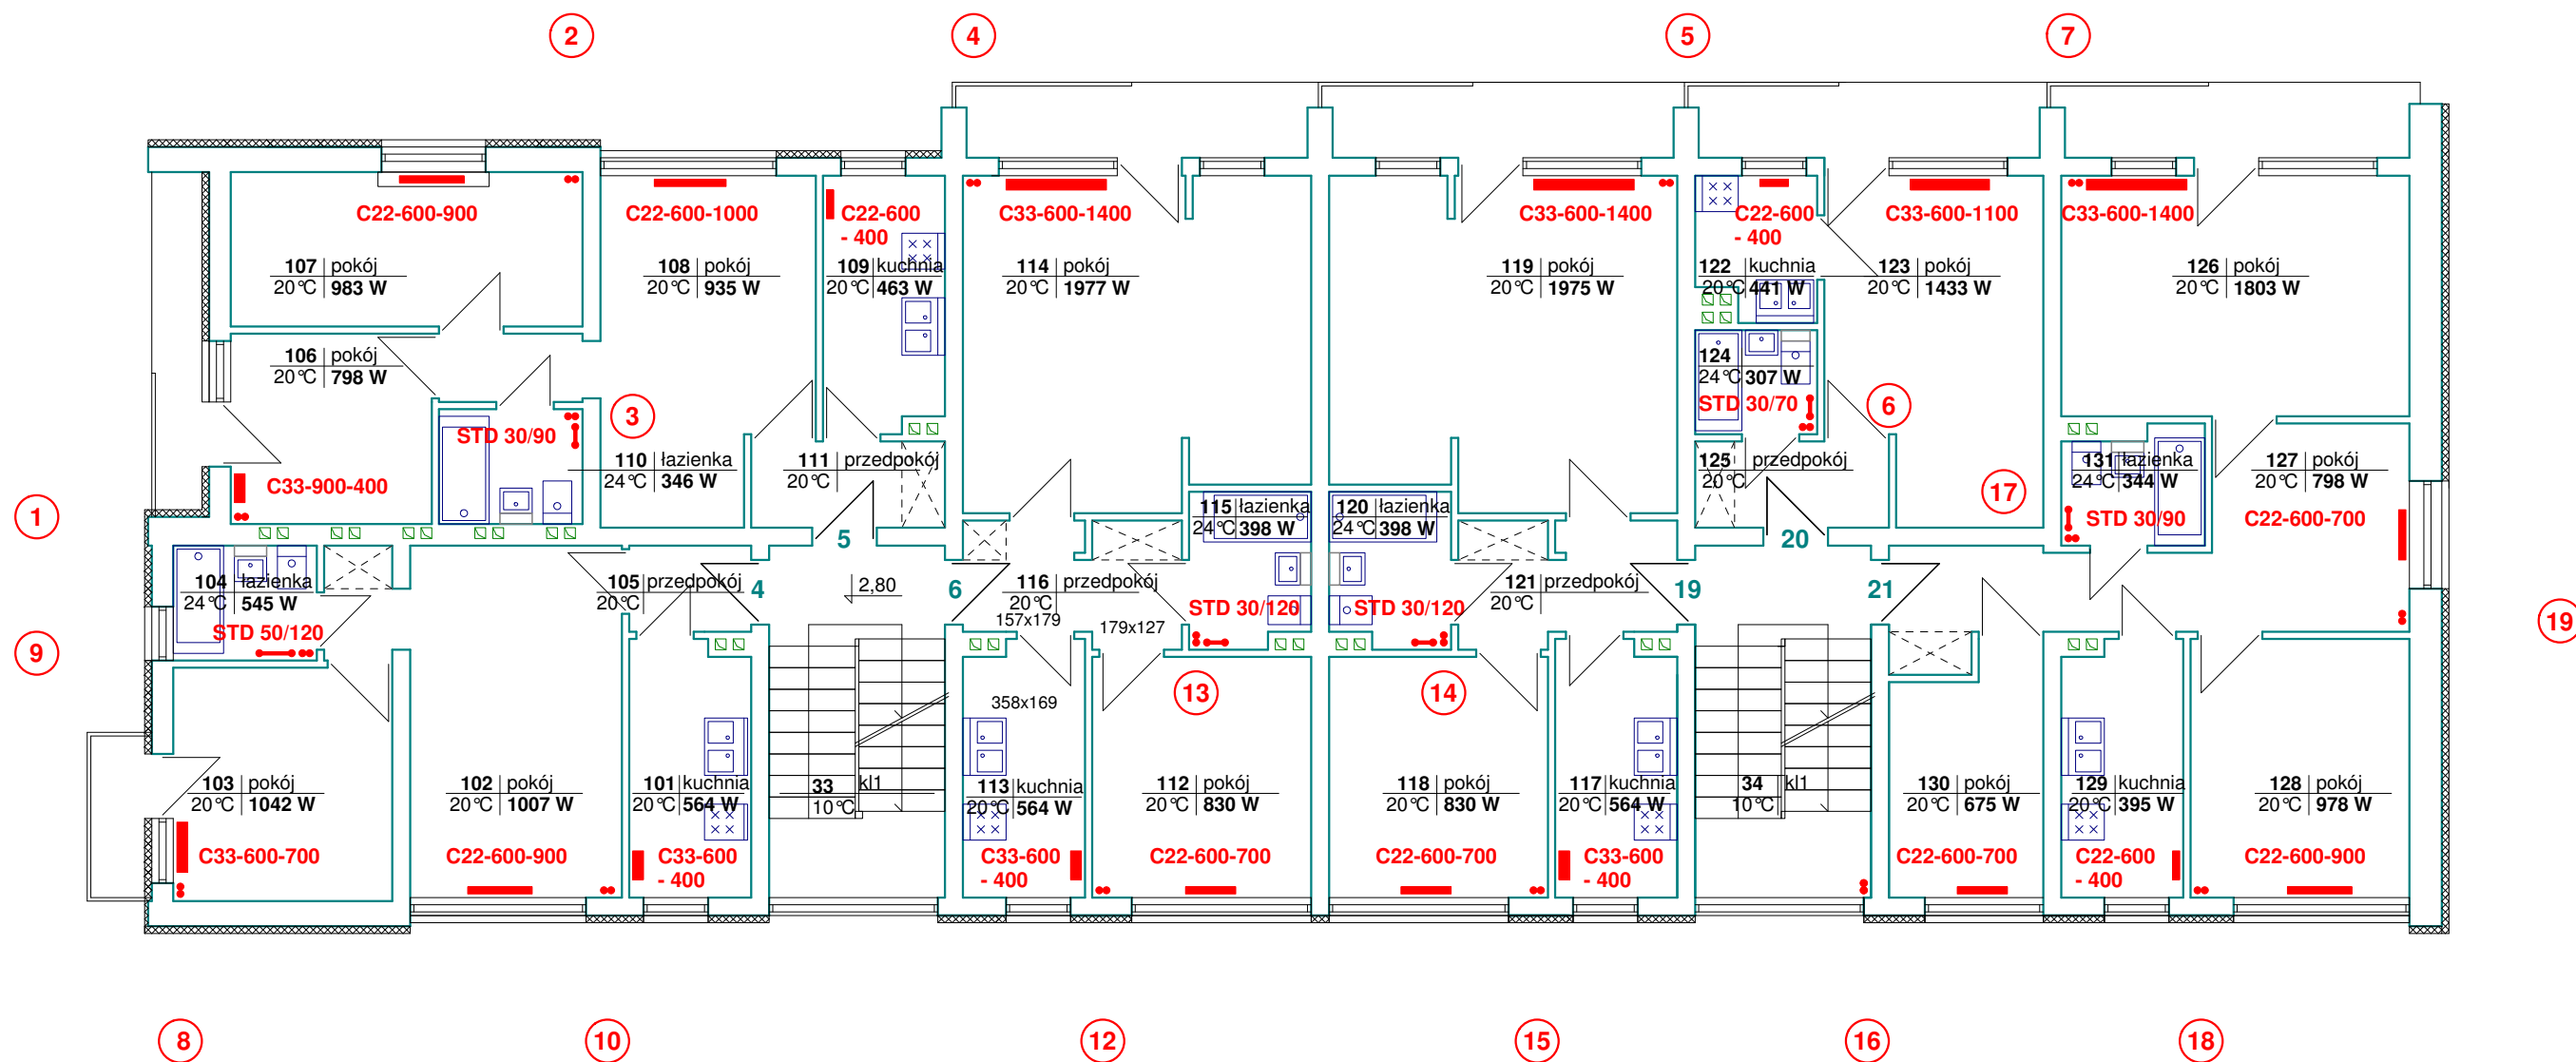 2
4
5
7
C22-600-900
C22-600-1000
C22-600
- 400
C33-600-1400
C33-600-1400
C22-600
- 400
C33-600-1100
C33-600-1400
107 pokój
20°C 983 W
108 pokój
20°C 935 W
109 kuchnia
20°C 463 W
114 pokój
20°C 1977 W
119 pokój
20°C 1975 W
122 kuchnia
20°C 441 W
123 pokój
20°C 1433 W
126 pokój
20°C 1803 W
106 pokój
20°C 798 W
124
24°C 307 W
STD 30/70
3
6
STD 30/90
C33-900-400
110 łazienka
24°C 346 W
111 przedpokój
20°C
125 przedpokój
20°C
17
131 łazienka
24°C 344 W
STD 30/90
127 pokój
20°C 798 W
C22-600-700
1
115 łazienka
24°C 398 W
120 łazienka
24°C 398 W
5
20
104 łazienka
24°C 545 W
STD 50/120
105 przedpokój
20°C
4
2,80
6
116 przedpokój
20°C
157x179
179x127
STD 30/120
STD 30/120
121 przedpokój
20°C
19
21
9
19
13
14
358x169
103 pokój
20°C 1042 W
102 pokój
20°C 1007 W
101 kuchnia
20°C 564 W
33 kl1
10°C
113 kuchnia
20°C 564 W
112 pokój
20°C 830 W
118 pokój
20°C 830 W
117 kuchnia
20°C 564 W
34 kl1
10°C
130 pokój
20°C 675 W
129 kuchnia
20°C 395 W
128 pokój
20°C 978 W
C33-600-700
C22-600-900
C33-600
- 400
C33-600
- 400
C22-600-700
C22-600-700
C33-600
- 400
C22-600-700
C22-600
- 400
C22-600-900
8
10
12
15
16
18